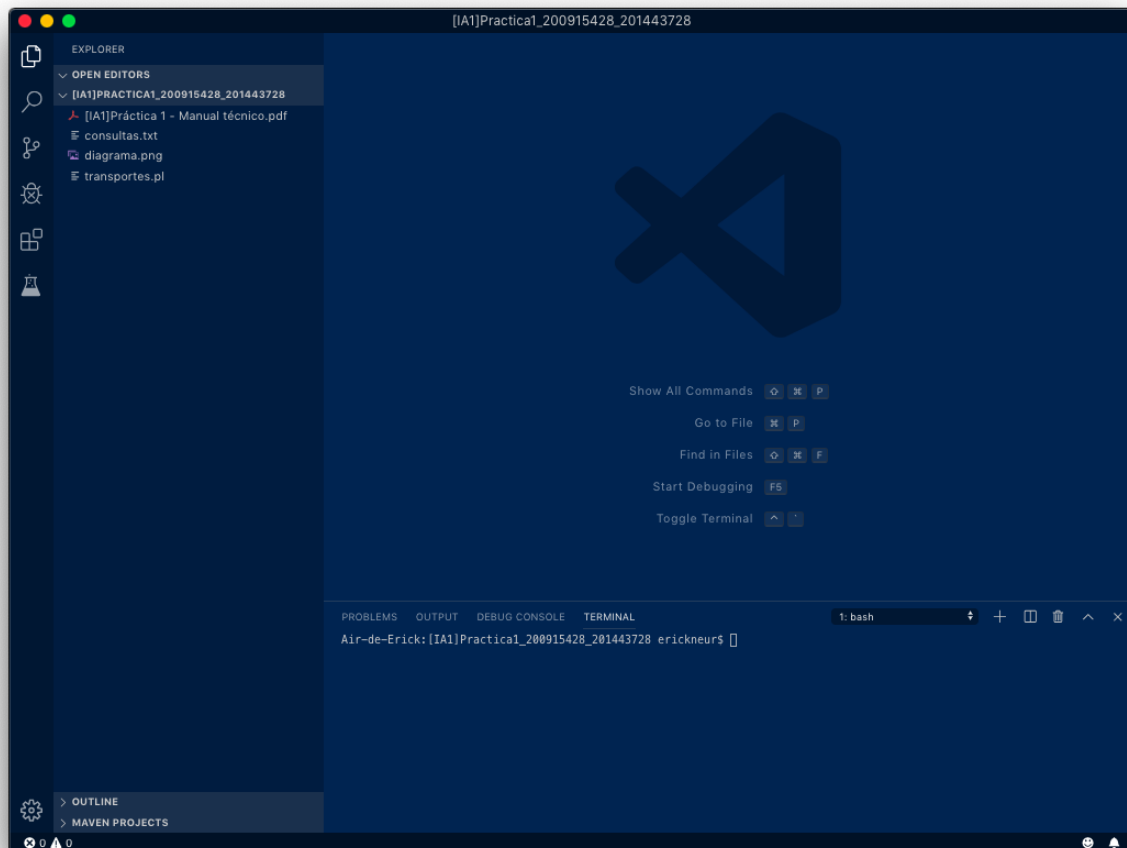 [IA1]Practica1_200915428_201443728
EXPLORER
OPEN EDITORS
[IA1]PRACTICA1_200915428_201443728
[IA1]Práctica 1 - Manual técnico.pdf
consultas.txt
diagrama.png
transportes.pl
Show All Commands ⇧ ⌘ P
Go to File ⌘ P
Find in Files ⇧ ⌘ F
Start Debugging F5
Toggle Terminal ^ `
PROBLEMS OUTPUT DEBUG CONSOLE TERMINAL 1: bash
Air-de-Erick:[IA1]Practica1_200915428_201443728 erickneur$
OUTLINE
MAVEN PROJECTS
0 0